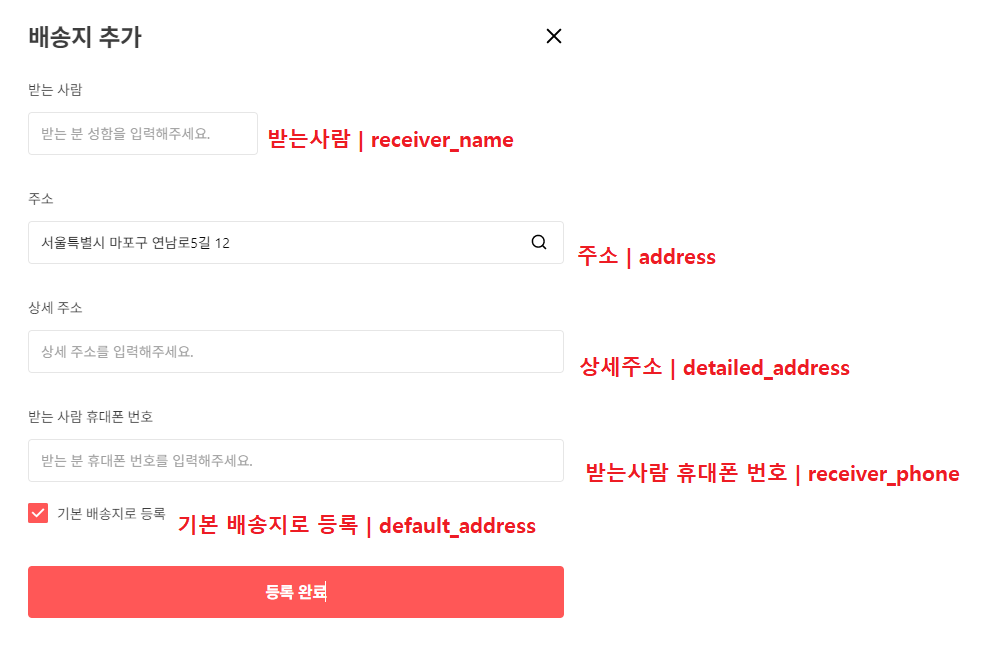 배송지 추가
받는 사람
받는 분 성함을 입력해주세요.
받는사람 | receiver_name
주소
서울특별시 마포구 연남로5길 12
주소 | address
상세 주소
상세 주소를 입력해주세요.
상세주소 | detailed_address
받는 사람 휴대폰 번호
받는 분 휴대폰 번호를 입력해주세요.
받는사람 휴대폰 번호 | receiver_phone
기본 배송지로 등록
기본 배송지로 등록 | default_address
등록 완료